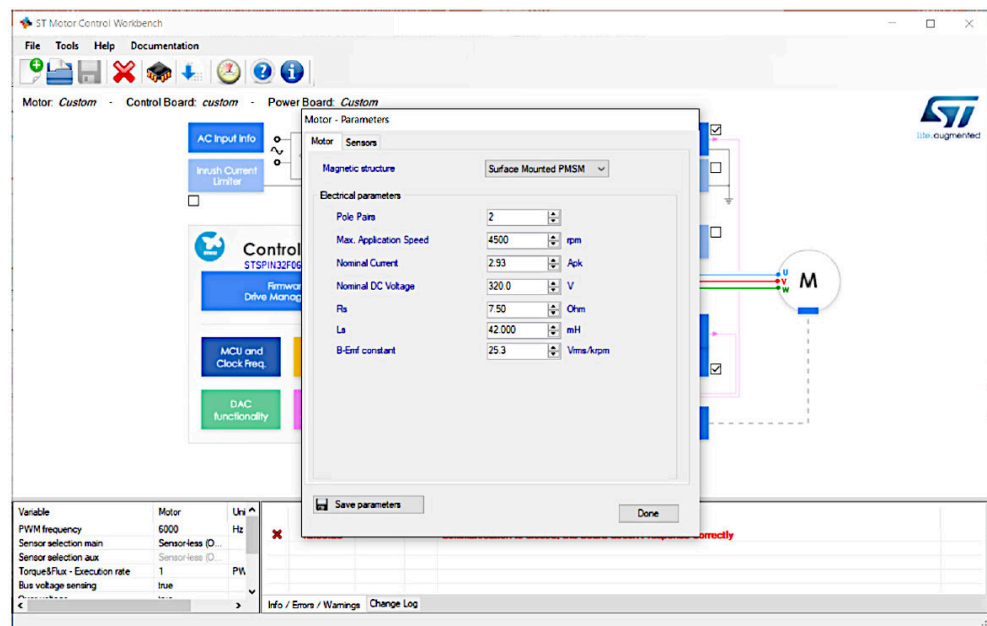 ST Motor Control Workbench
File Tools Help Documentation
Motor: Custom - Control Board: custom - Power Board: Custom
ST
life.augmented
AC Input Info
Inrush Current
Limiter
Control
STSPIN32F06
Firmwar
Drive Manag
MCU and
Clock Freq.
DAC
functionality
U
V
W
M
Motor - Parameters
Motor Sensors
Magnetic structure Surface Mounted PMSM
Electrical parameters
Pole Pairs 2
Max. Application Speed 4500 rpm
Nominal Current 2.93 Apk
Nominal DC Voltage 320.0 V
Rs 7.50 Ohm
Ls 42.000 mH
B-Emf constant 25.3 Vrms/krpm
Save parameters
Done
Variable Motor Uni
PWM frequency 6000 Hz
Sensor selection main Sensor-less (O...
Sensor selection aux Sensor-less (O...
Torque&Flux - Execution rate 1 PW
Bus voltage sensing true
correctly
Info / Errors / Warnings Change Log